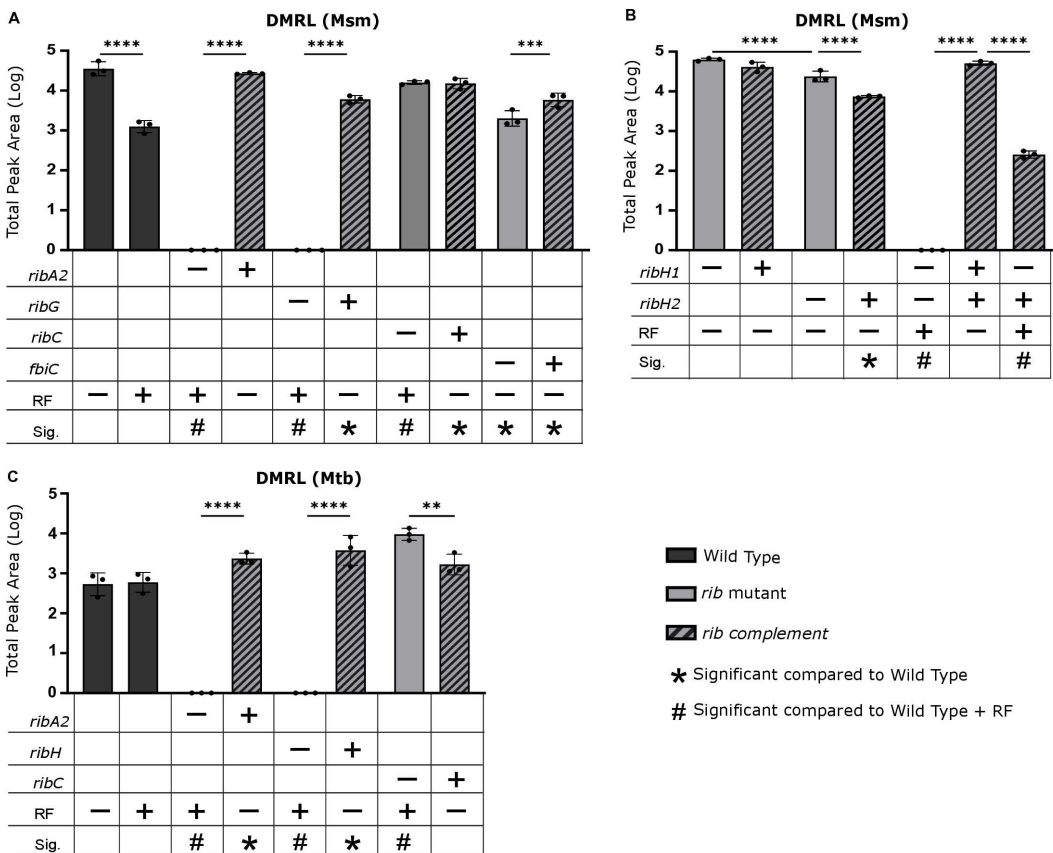 A
DMRL (Msm)
Total Peak Area (Log)
5
4
3
2
1
0
**** **** **** ***
ribA2 — +
ribG — +
ribC — +
fbiC — +
RF — + + — + — + — — —
Sig. # # * # * * *
B
DMRL (Msm)
Total Peak Area (Log)
5
4
3
2
1
0
**** **** **** ****
ribH1 — + — + —
ribH2 — + — + +
RF — — — — + +
Sig. * # #
C
DMRL (Mtb)
Total Peak Area (Log)
5
4
3
2
1
0
**** **** **
ribA2 — +
ribH — +
ribC — +
RF — + + — + — + —
Sig. # * # * #
Wild Type
rib mutant
rib complement
* Significant compared to Wild Type
# Significant compared to Wild Type + RF